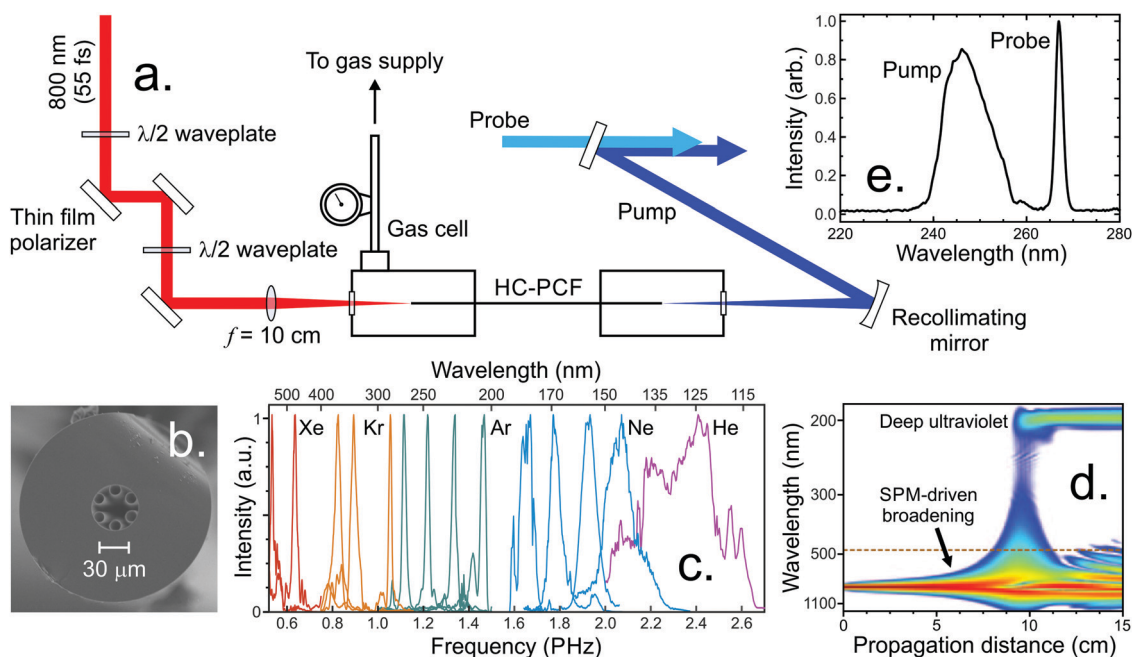 800 nm
(55 fs)
a.
λ/2 waveplate
Thin film
polarizer
λ/2 waveplate
f = 10 cm
To gas supply
Gas cell
HC-PCF
Probe
Pump
Recollimating
mirror
Intensity (arb.)
1.0
0.8
0.6
0.4
0.2
0.0
Pump
Probe
e.
220 240 260 280
Wavelength (nm)
b.
30 μm
Wavelength (nm)
500 400 300 250 200 170 150 135 125 115
Intensity (a.u.)
1
0
Xe Kr Ar Ne He
c.
0.6 0.8 1.0 1.2 1.4 1.6 1.8 2.0 2.2 2.4 2.6
Frequency (PHz)
Wavelength (nm)
200
300
500
1100
Deep ultraviolet
SPM-driven
broadening
d.
0 5 10 15
Propagation distance (cm)